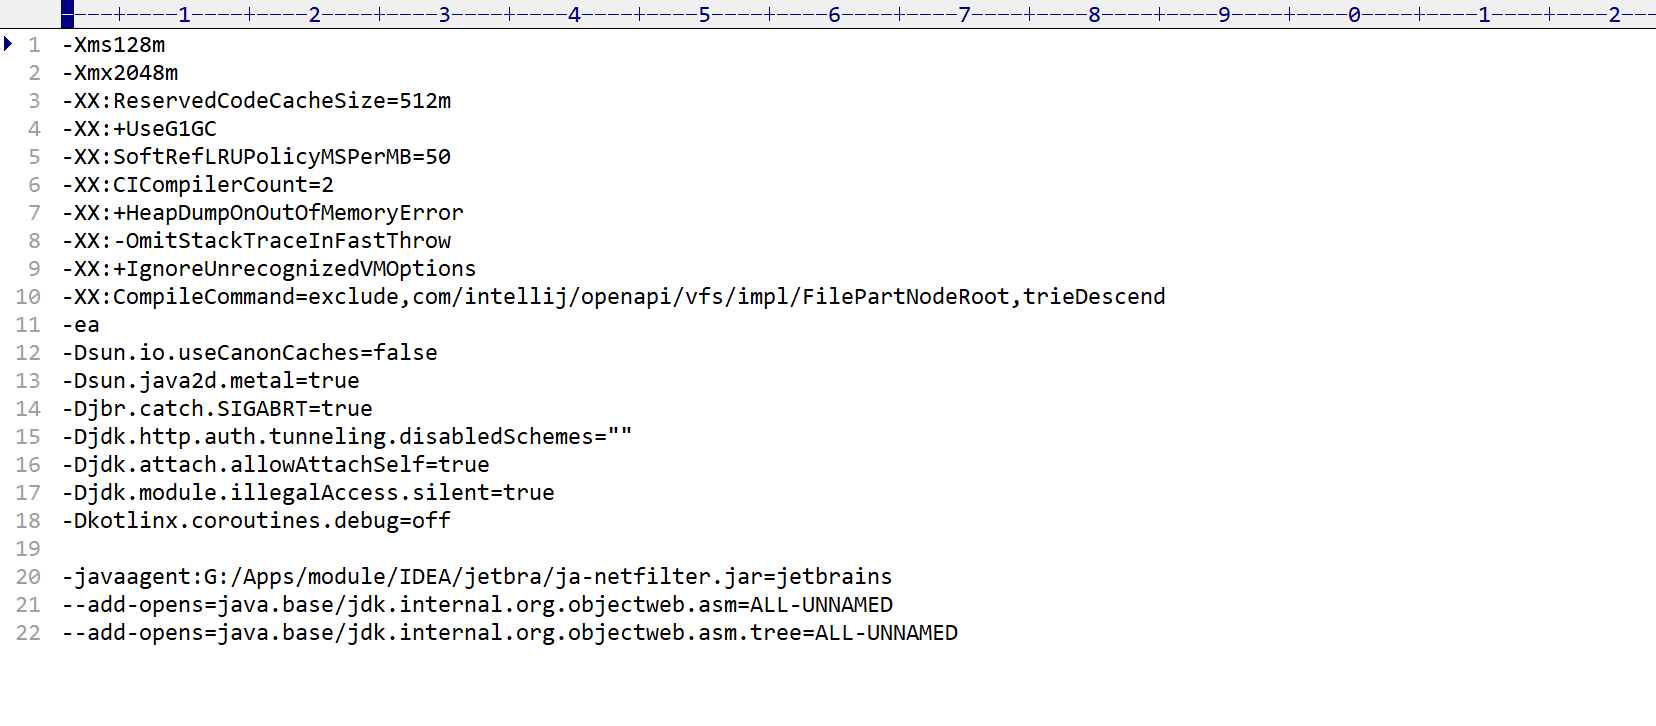 ----+----1----+----2----+----3----+----4----+----5----+----6----+----7----+----8----+----9----+----0----+----1----+----2---
1 -Xms128m
2 -Xmx2048m
3 -XX:ReservedCodeCacheSize=512m
4 -XX:+UseG1GC
5 -XX:SoftRefLRUPolicyMSPerMB=50
6 -XX:CICompilerCount=2
7 -XX:+HeapDumpOnOutOfMemoryError
8 -XX:-OmitStackTraceInFastThrow
9 -XX:+IgnoreUnrecognizedVMOptions
10 -XX:CompileCommand=exclude,com/intellij/openapi/vfs/impl/FilePartNodeRoot,trieDescend
11 -ea
12 -Dsun.io.useCanonCaches=false
13 -Dsun.java2d.metal=true
14 -Djbr.catch.SIGABRT=true
15 -Djdk.http.auth.tunneling.disabledSchemes=""
16 -Djdk.attach.allowAttachSelf=true
17 -Djdk.module.illegalAccess.silent=true
18 -Dkotlinx.coroutines.debug=off
19
20 -javaagent:G:/Apps/module/IDEA/jetbra/ja-netfilter.jar=jetbrains
21 --add-opens=java.base/jdk.internal.org.objectweb.asm=ALL-UNNAMED
22 --add-opens=java.base/jdk.internal.org.objectweb.asm.tree=ALL-UNNAMED